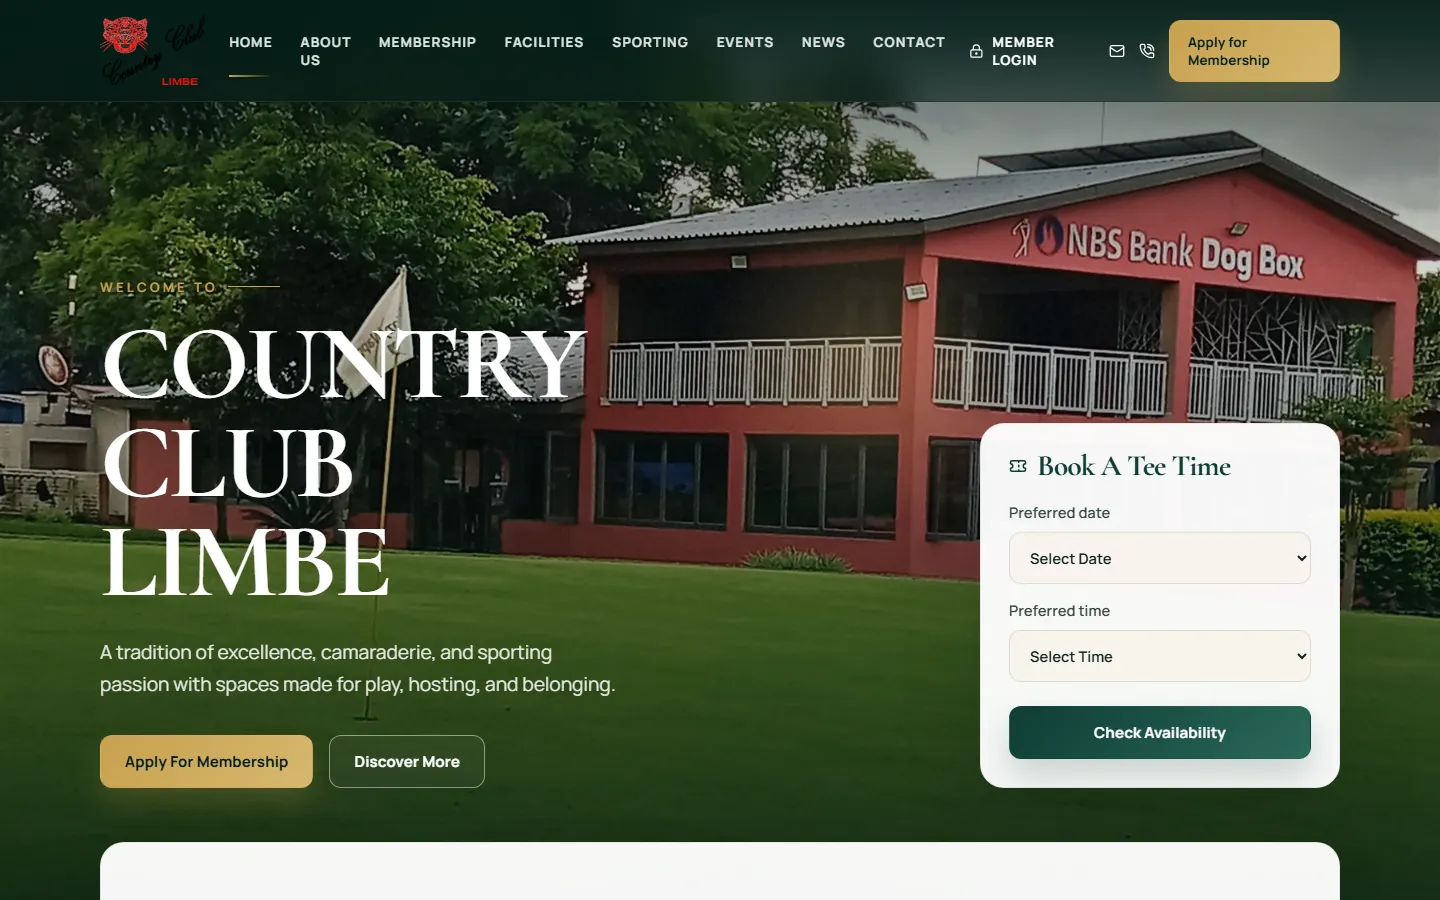 Country Club
LIMBE
HOME
ABOUT US
MEMBERSHIP
FACILITIES
SPORTING
EVENTS
NEWS
CONTACT
MEMBER LOGIN
Apply for Membership
NBS Bank Dog Box
WELCOME TO
COUNTRY
CLUB
LIMBE
A tradition of excellence, camaraderie, and sporting
passion with spaces made for play, hosting, and belonging.
Apply For Membership
Discover More
Book A Tee Time
Preferred date
Select Date
Preferred time
Select Time
Check Availability